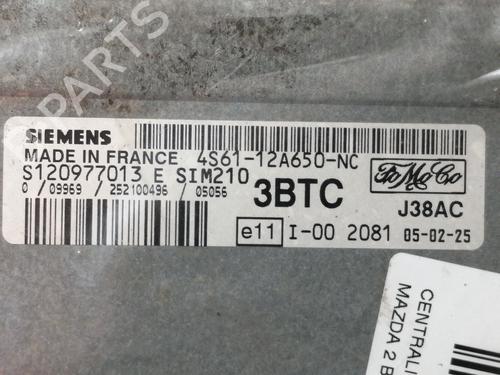 PARTS
SIEMENS
MADE IN FRANCE 4S61-12A650-NC
S120977013 E SIM210
0 / 09969 / 252100496 / 05056
3BTC
FoMoCo
J38AC
e11 I-00 2081 05-02-25
CENTRALI
MAZDA 2 B